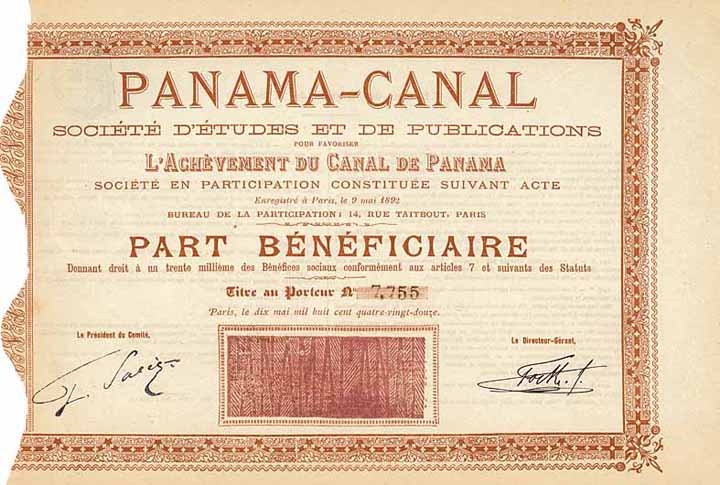 PANAMA-CANAL
SOCIÉTÉ D'ÉTUDES ET DE PUBLICATIONS
POUR FAVORISER
L'ACHÈVEMENT DU CANAL DE PANAMA
SOCIÉTÉ EN PARTICIPATION CONSTITUÉE SUIVANT ACTE
Enregistré à Paris, le 9 mai 1892
BUREAU DE LA PARTICIPATION: 14, RUE TAITBOUT, PARIS
PART BÉNÉFICIAIRE
Donnant droit à un trente millième des Bénéfices sociaux conformément aux articles 7 et suivants des Statuts
Titre au Porteur No 7,755
Paris, le dix mai mil huit cent quatre-vingt-douze.
Le Président du Comité,
Le Directeur-Gérant,